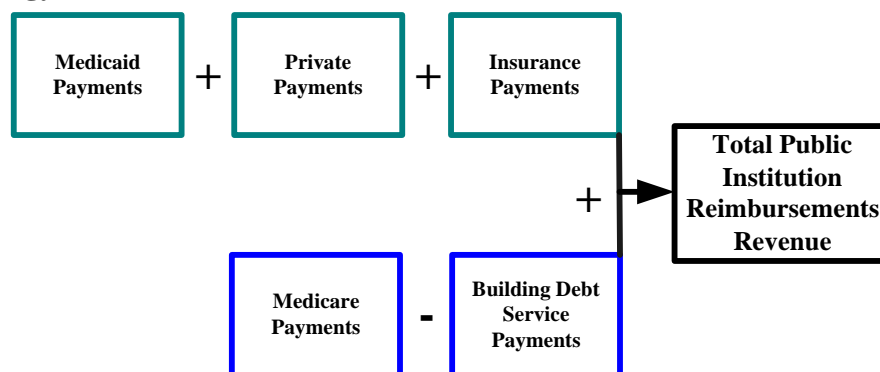 Medicaid
Payments
+
Private
Payments
+
Insurance
Payments
+
Total Public
Institution
Reimbursements
Revenue
Medicare
Payments
-
Building Debt
Service
Payments